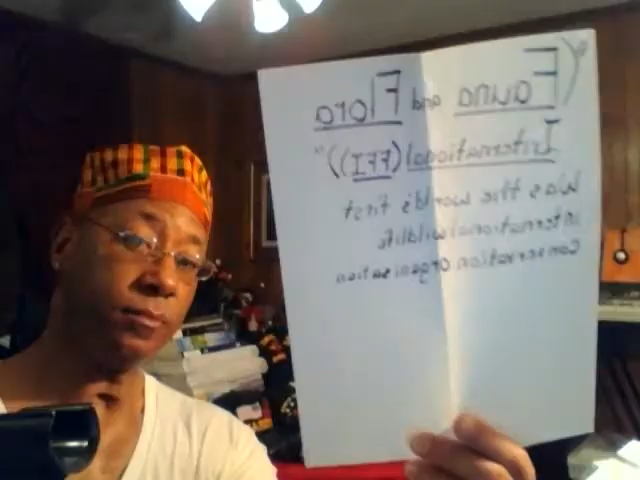 "(Fauna and Flora
International (FFI))"
Was the world's first
international wildlife
Conservation Organisation